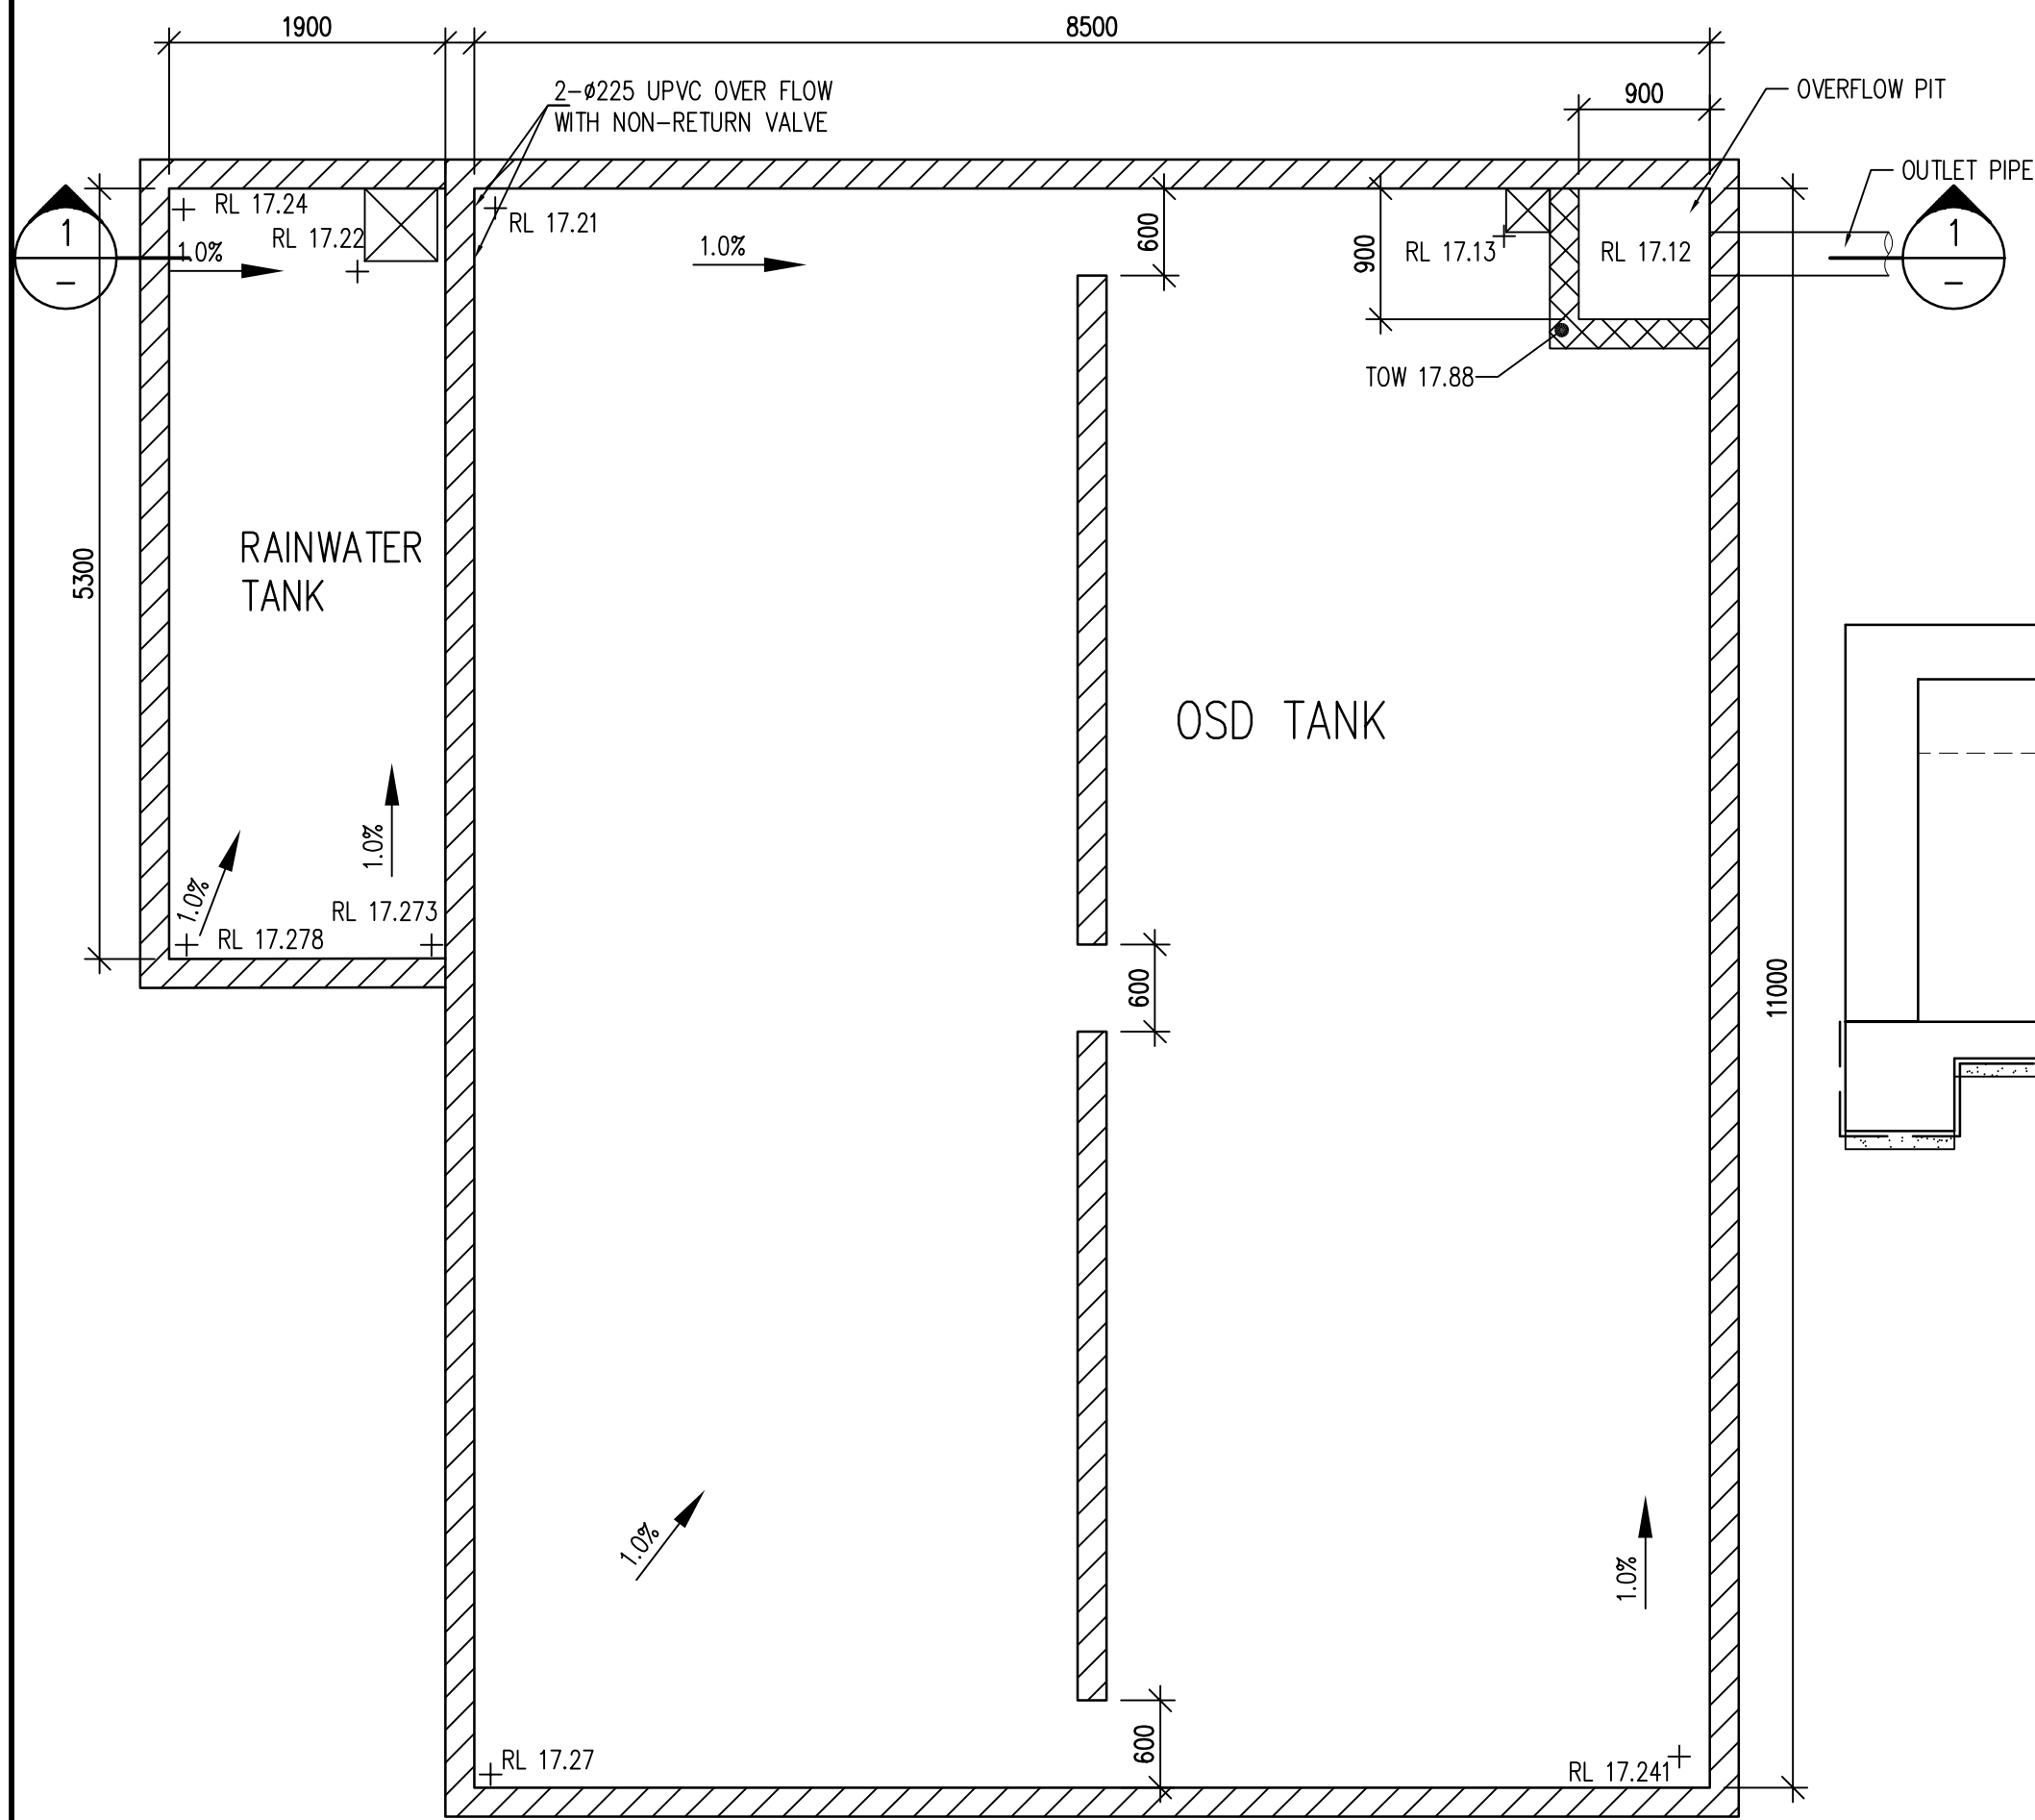 1900
8500
2-ø225 UPVC OVER FLOW
WITH NON-RETURN VALVE
900
OVERFLOW PIT
OUTLET PIPE
1
–
RL 17.24
RL 17.22
1.0%
RL 17.21
1.0%
600
900
RL 17.13
RL 17.12
1
–
TOW 17.88
5300
RAINWATER
TANK
OSD TANK
1.0%
1.0%
RL 17.273
RL 17.278
600
11000
1.0%
1.0%
600
RL 17.27
RL 17.241